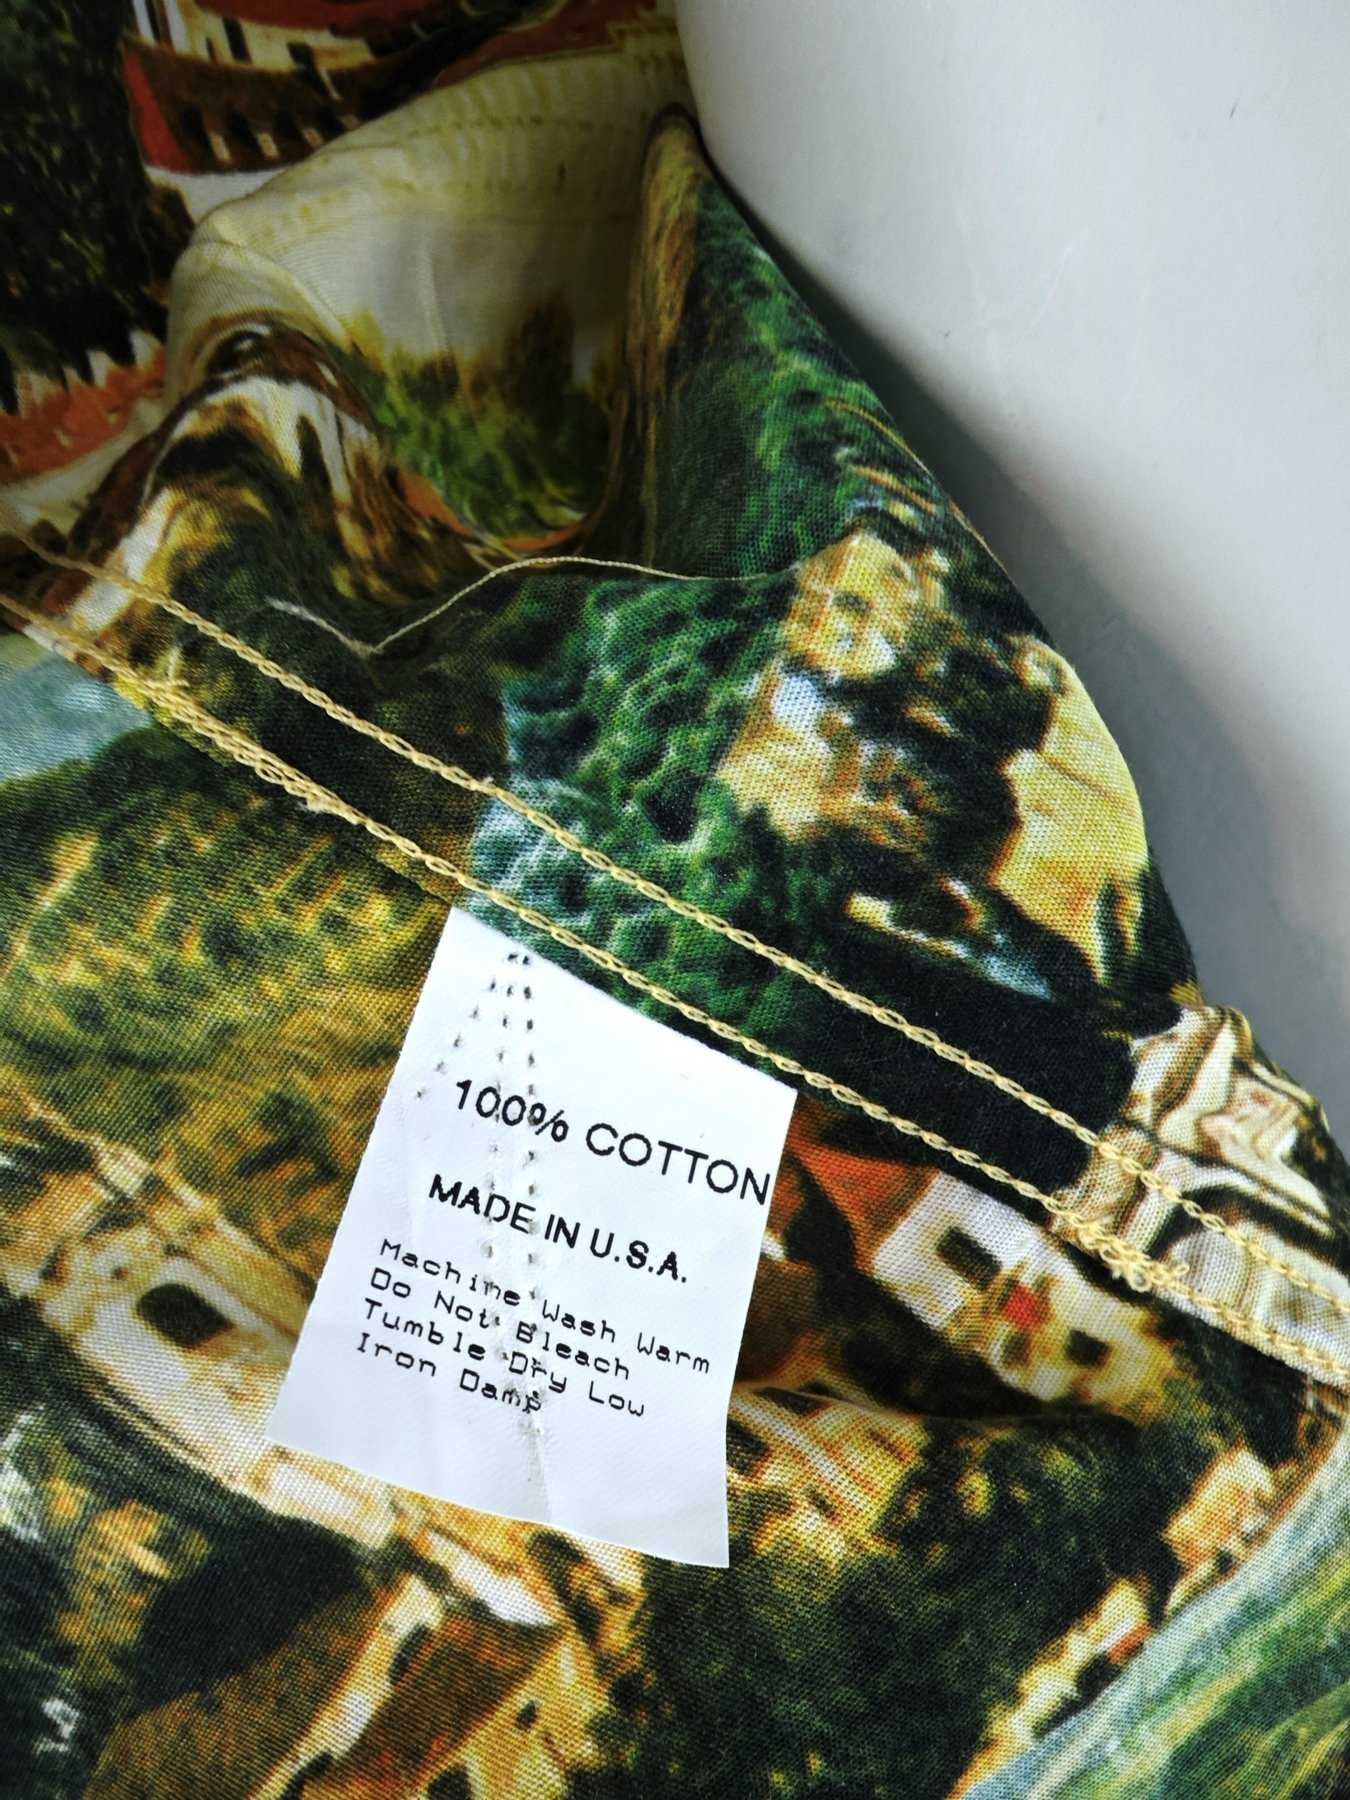 100% COTTON
MADE IN U.S.A.
Machine Wash Warm
Do Not Bleach
Tumble Dry Low
Iron Damp